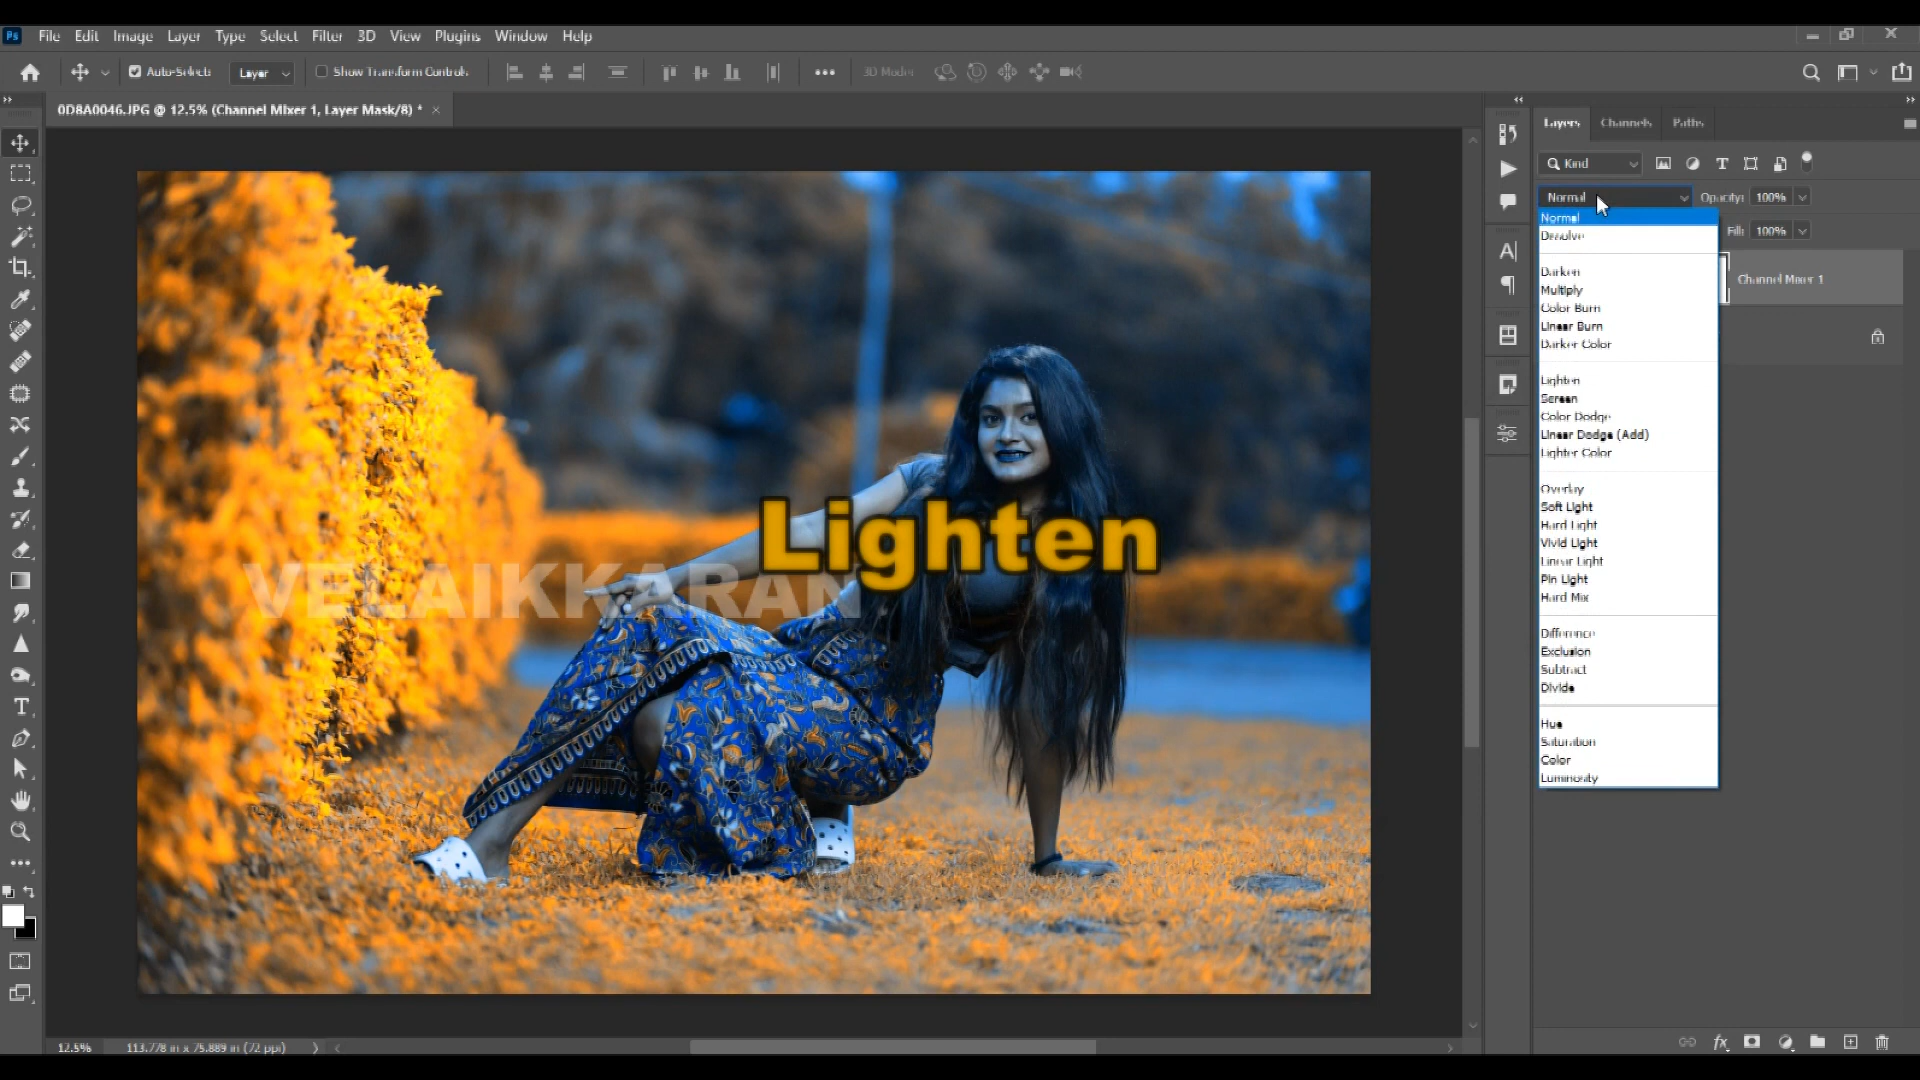 Ps File Edit Image Layer Type Select Filter 3D View Plugins Window Help
Auto-Select: Layer Show Transform Controls 3D Mode:
0D8A0046.JPG @ 12.5% (Channel Mixer 1, Layer Mask/8) *
Layers Channels Paths
Kind
Normal Opacity: 100%
Fill: 100%
Normal
Dissolve
Darken
Multiply
Color Burn
Linear Burn
Darker Color
Lighten
Screen
Color Dodge
Linear Dodge (Add)
Lighter Color
Overlay
Soft Light
Hard Light
Vivid Light
Linear Light
Pin Light
Hard Mix
Difference
Exclusion
Subtract
Divide
Hue
Saturation
Color
Luminosity
Channel Mixer 1
Lighten
VELAIKKARAN
12.5% 113.778 in x 75.889 in (72 ppi)